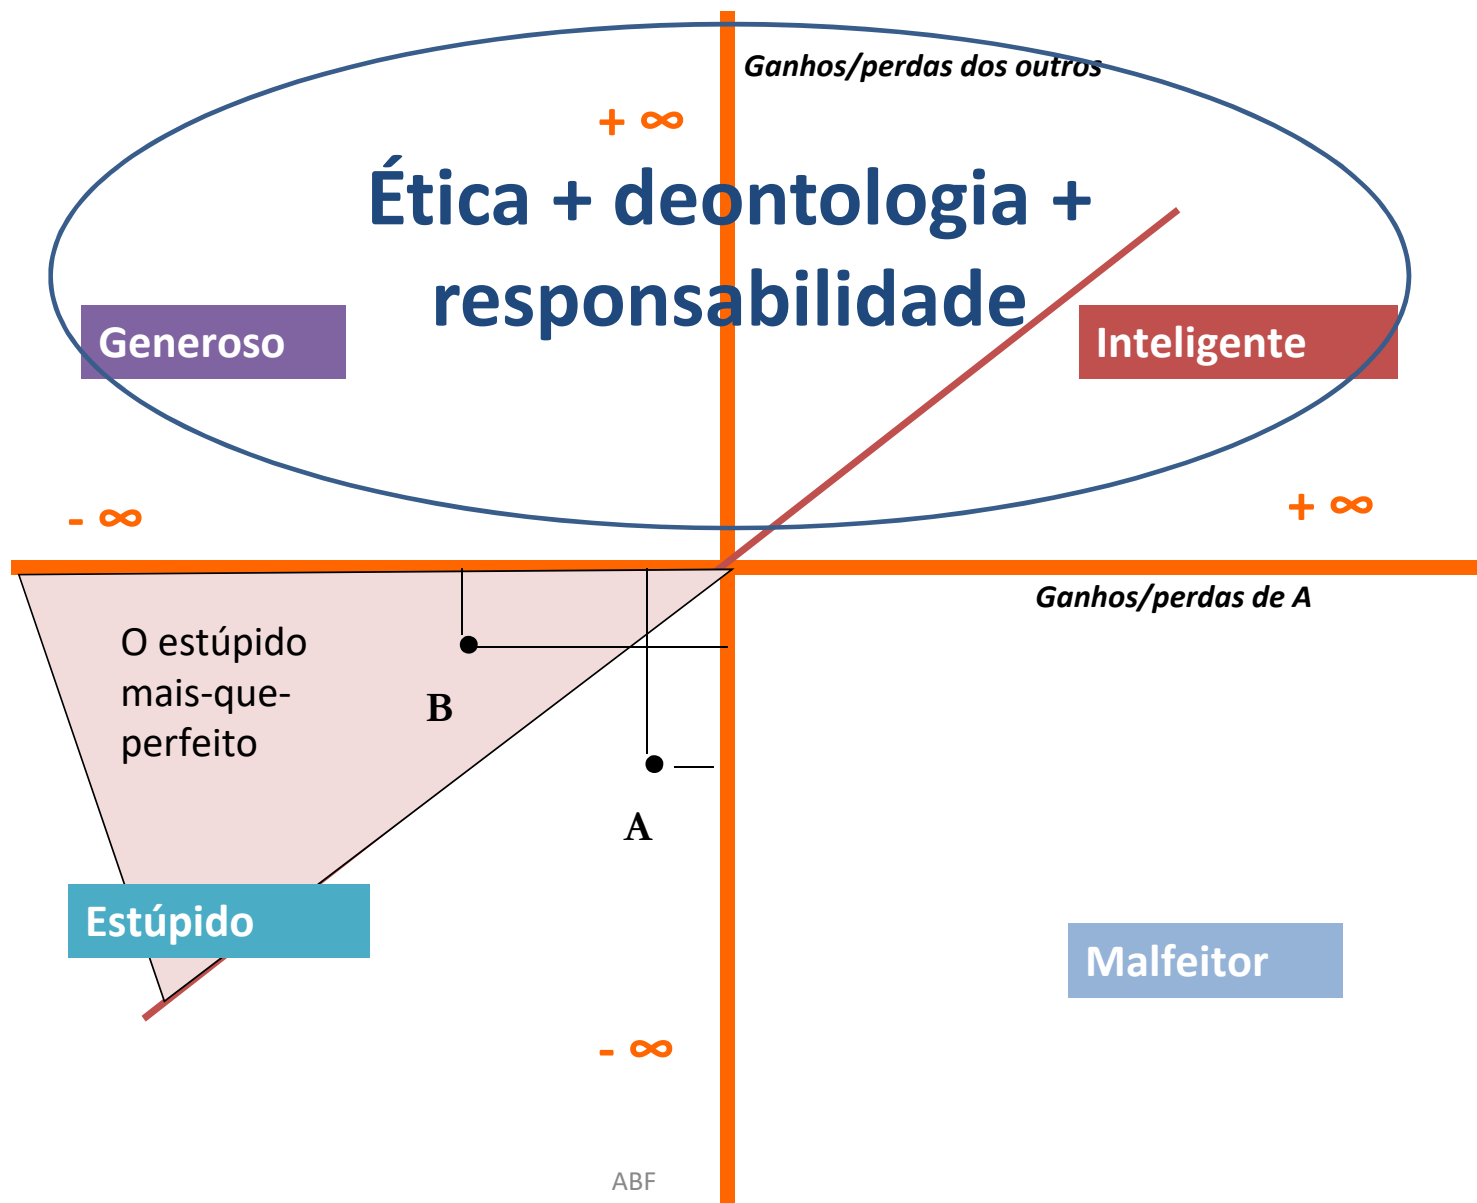 Ganhos/perdas dos outros
+ ∞
Ética + deontologia +
responsabilidade
Generoso
Inteligente
- ∞
+ ∞
Ganhos/perdas de A
O estúpido
mais-que-
perfeito
B
A
Estúpido
Malfeitor
- ∞
ABF